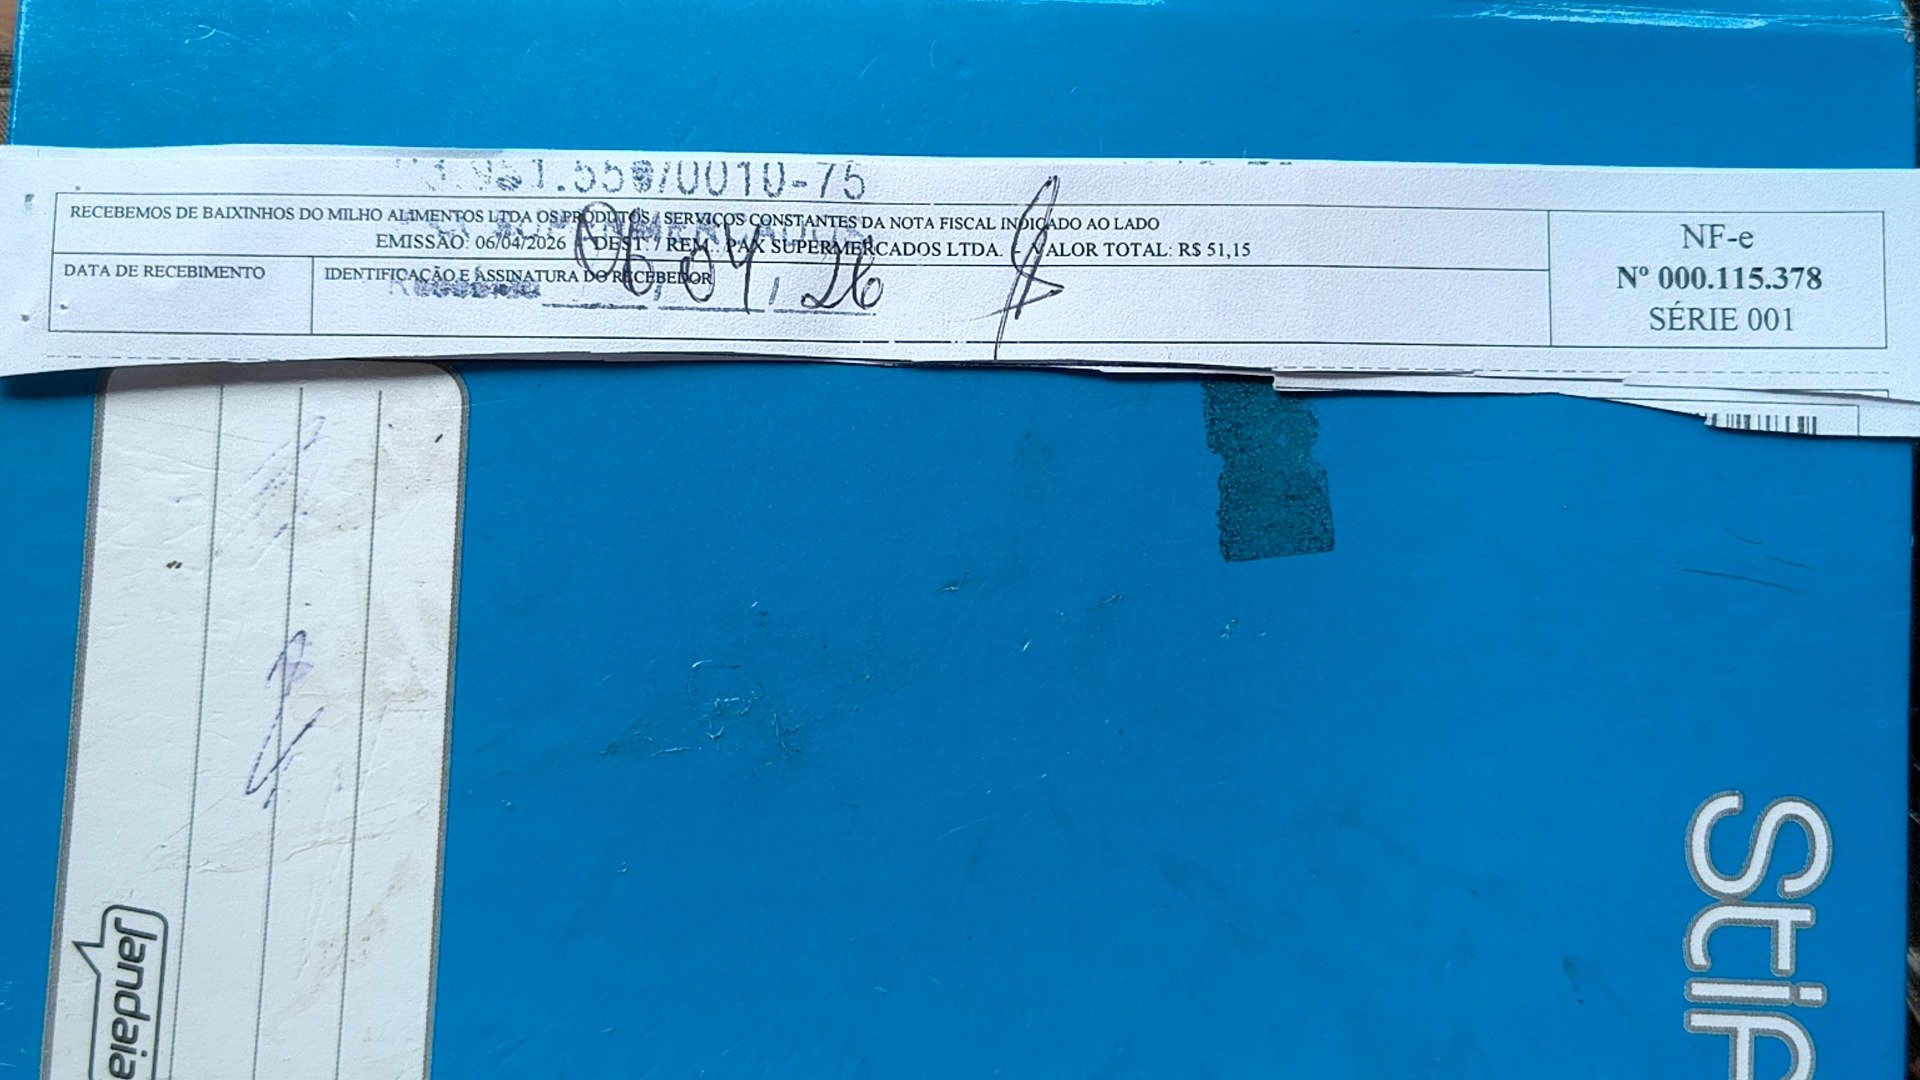 .551.559/0010-75
RECEBEMOS DE BAIXINHOS DO MILHO ALIMENTOS LTDA OS PRODUTOS / SERVIÇOS CONSTANTES DA NOTA FISCAL INDICADO AO LADO
EMISSÃO: 06/04/2026 DEST. / REM.: PAX SUPERMERCADOS LTDA. - VALOR TOTAL: R$ 51,15
DATA DE RECEBIMENTO
IDENTIFICAÇÃO E ASSINATURA DO RECEBEDOR
06/04/26
NF-e
Nº 000.115.378
SÉRIE 001
Jandaia